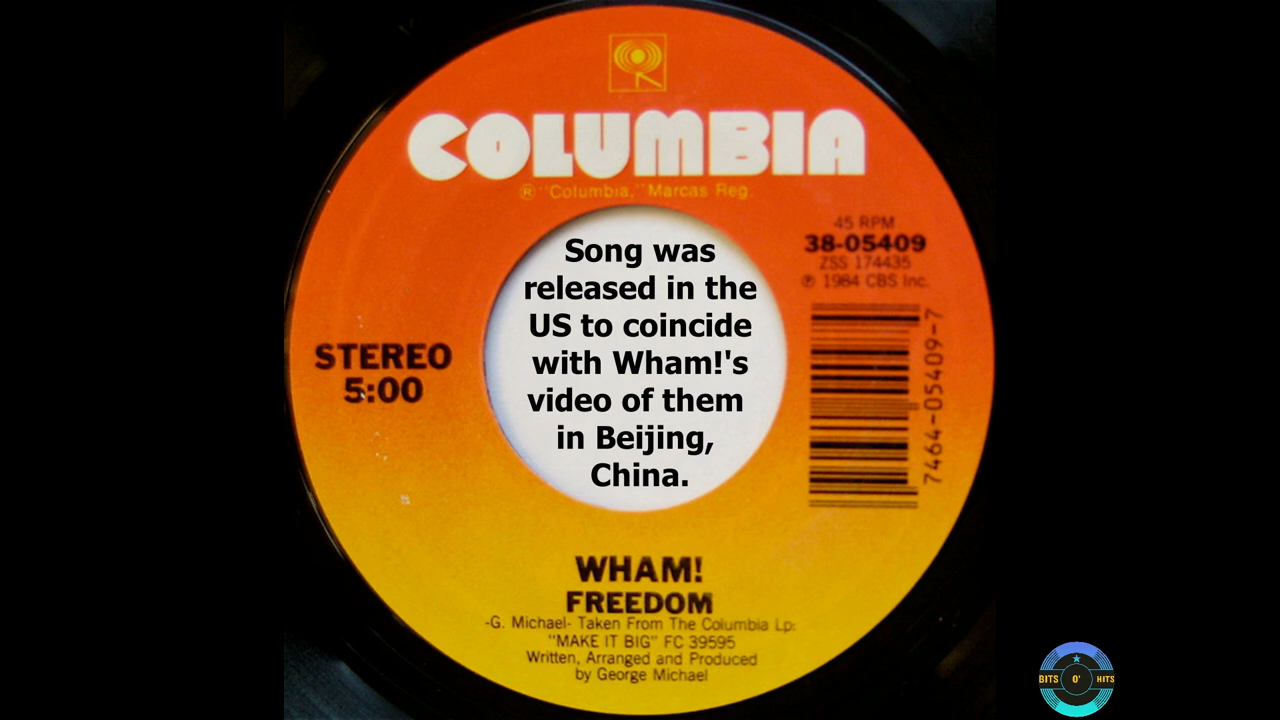 COLUMBIA
® "Columbia," Marcas Reg.
45 RPM
38-05409
ZSS 174435
℗ 1984 CBS Inc.
Song was
released in the
US to coincide
with Wham!'s
video of them
in Beijing,
China.
STEREO
5:00
7464-05409-7
WHAM!
FREEDOM
-G. Michael- Taken From The Columbia Lp:
"MAKE IT BIG" FC 39595
Written, Arranged and Produced
by George Michael
BITS O' HITS